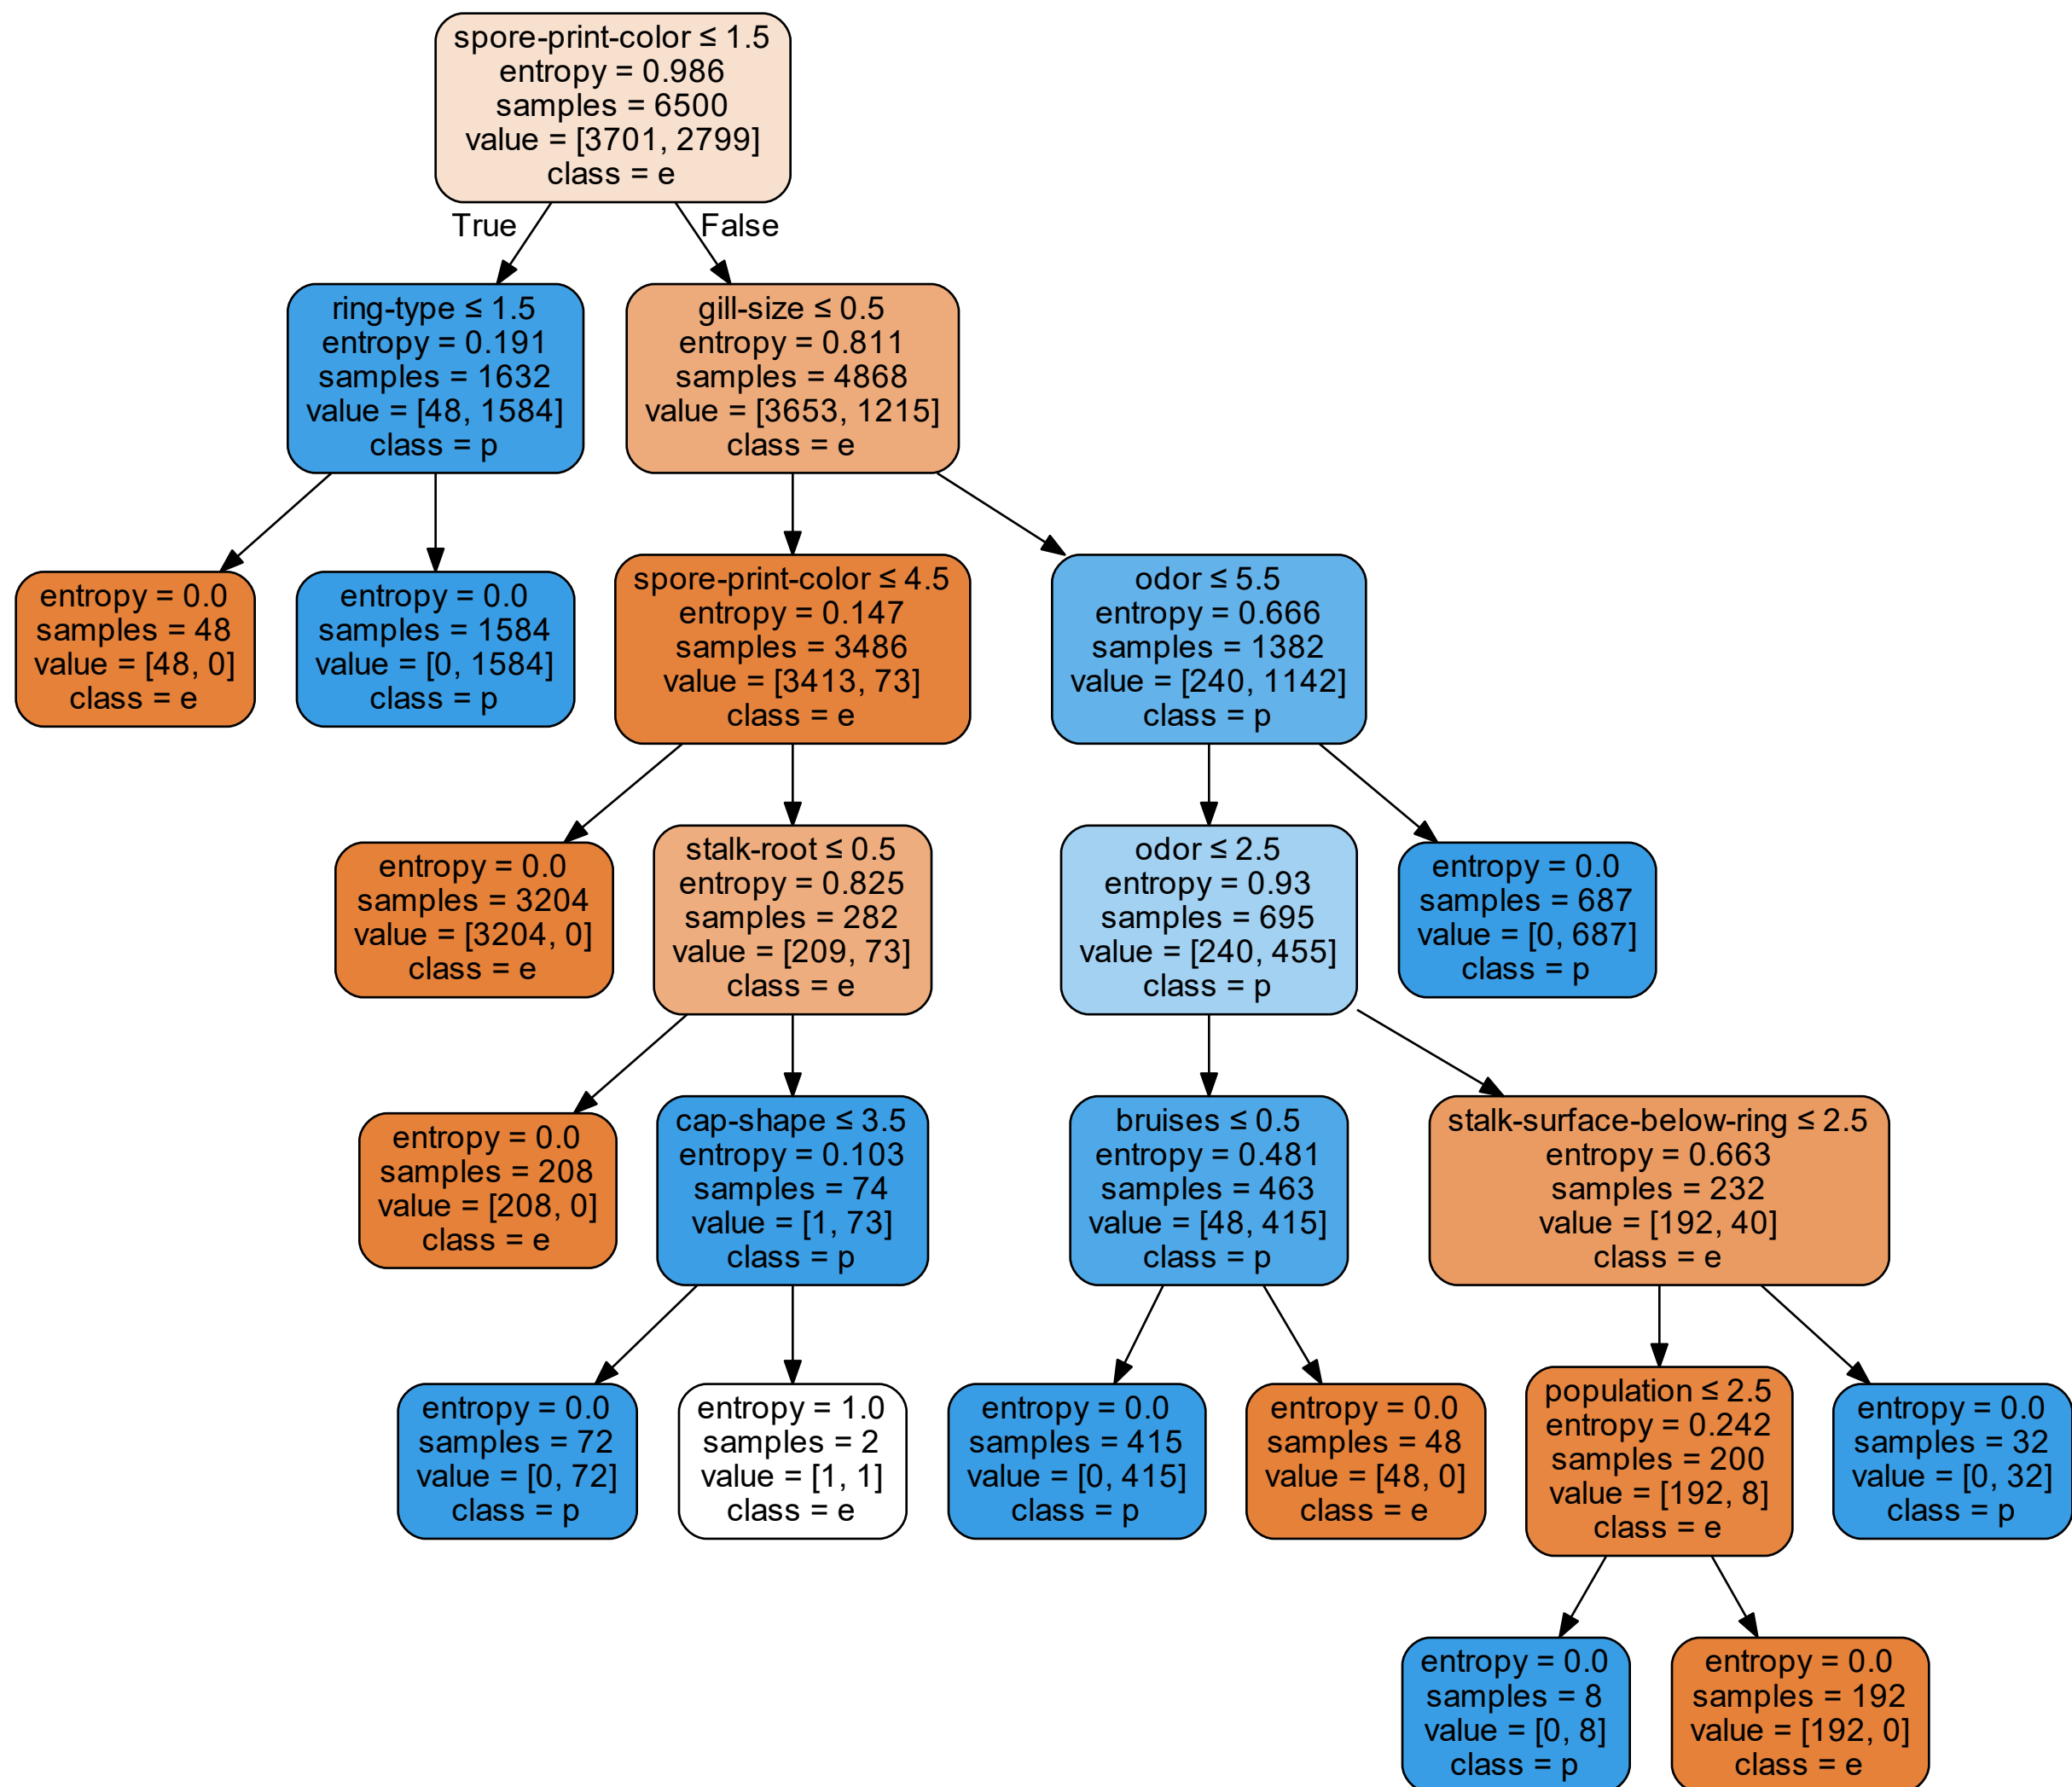 spore-print-color ≤ 1.5
entropy = 0.986
samples = 6500
value = [3701, 2799]
class = e
True
False
ring-type ≤ 1.5
entropy = 0.191
samples = 1632
value = [48, 1584]
class = p
gill-size ≤ 0.5
entropy = 0.811
samples = 4868
value = [3653, 1215]
class = e
entropy = 0.0
samples = 48
value = [48, 0]
class = e
entropy = 0.0
samples = 1584
value = [0, 1584]
class = p
spore-print-color ≤ 4.5
entropy = 0.147
samples = 3486
value = [3413, 73]
class = e
odor ≤ 5.5
entropy = 0.666
samples = 1382
value = [240, 1142]
class = p
entropy = 0.0
samples = 3204
value = [3204, 0]
class = e
stalk-root ≤ 0.5
entropy = 0.825
samples = 282
value = [209, 73]
class = e
odor ≤ 2.5
entropy = 0.93
samples = 695
value = [240, 455]
class = p
entropy = 0.0
samples = 687
value = [0, 687]
class = p
entropy = 0.0
samples = 208
value = [208, 0]
class = e
cap-shape ≤ 3.5
entropy = 0.103
samples = 74
value = [1, 73]
class = p
bruises ≤ 0.5
entropy = 0.481
samples = 463
value = [48, 415]
class = p
stalk-surface-below-ring ≤ 2.5
entropy = 0.663
samples = 232
value = [192, 40]
class = e
entropy = 0.0
samples = 72
value = [0, 72]
class = p
entropy = 1.0
samples = 2
value = [1, 1]
class = e
entropy = 0.0
samples = 415
value = [0, 415]
class = p
entropy = 0.0
samples = 48
value = [48, 0]
class = e
population ≤ 2.5
entropy = 0.242
samples = 200
value = [192, 8]
class = e
entropy = 0.0
samples = 32
value = [0, 32]
class = p
entropy = 0.0
samples = 8
value = [0, 8]
class = p
entropy = 0.0
samples = 192
value = [192, 0]
class = e